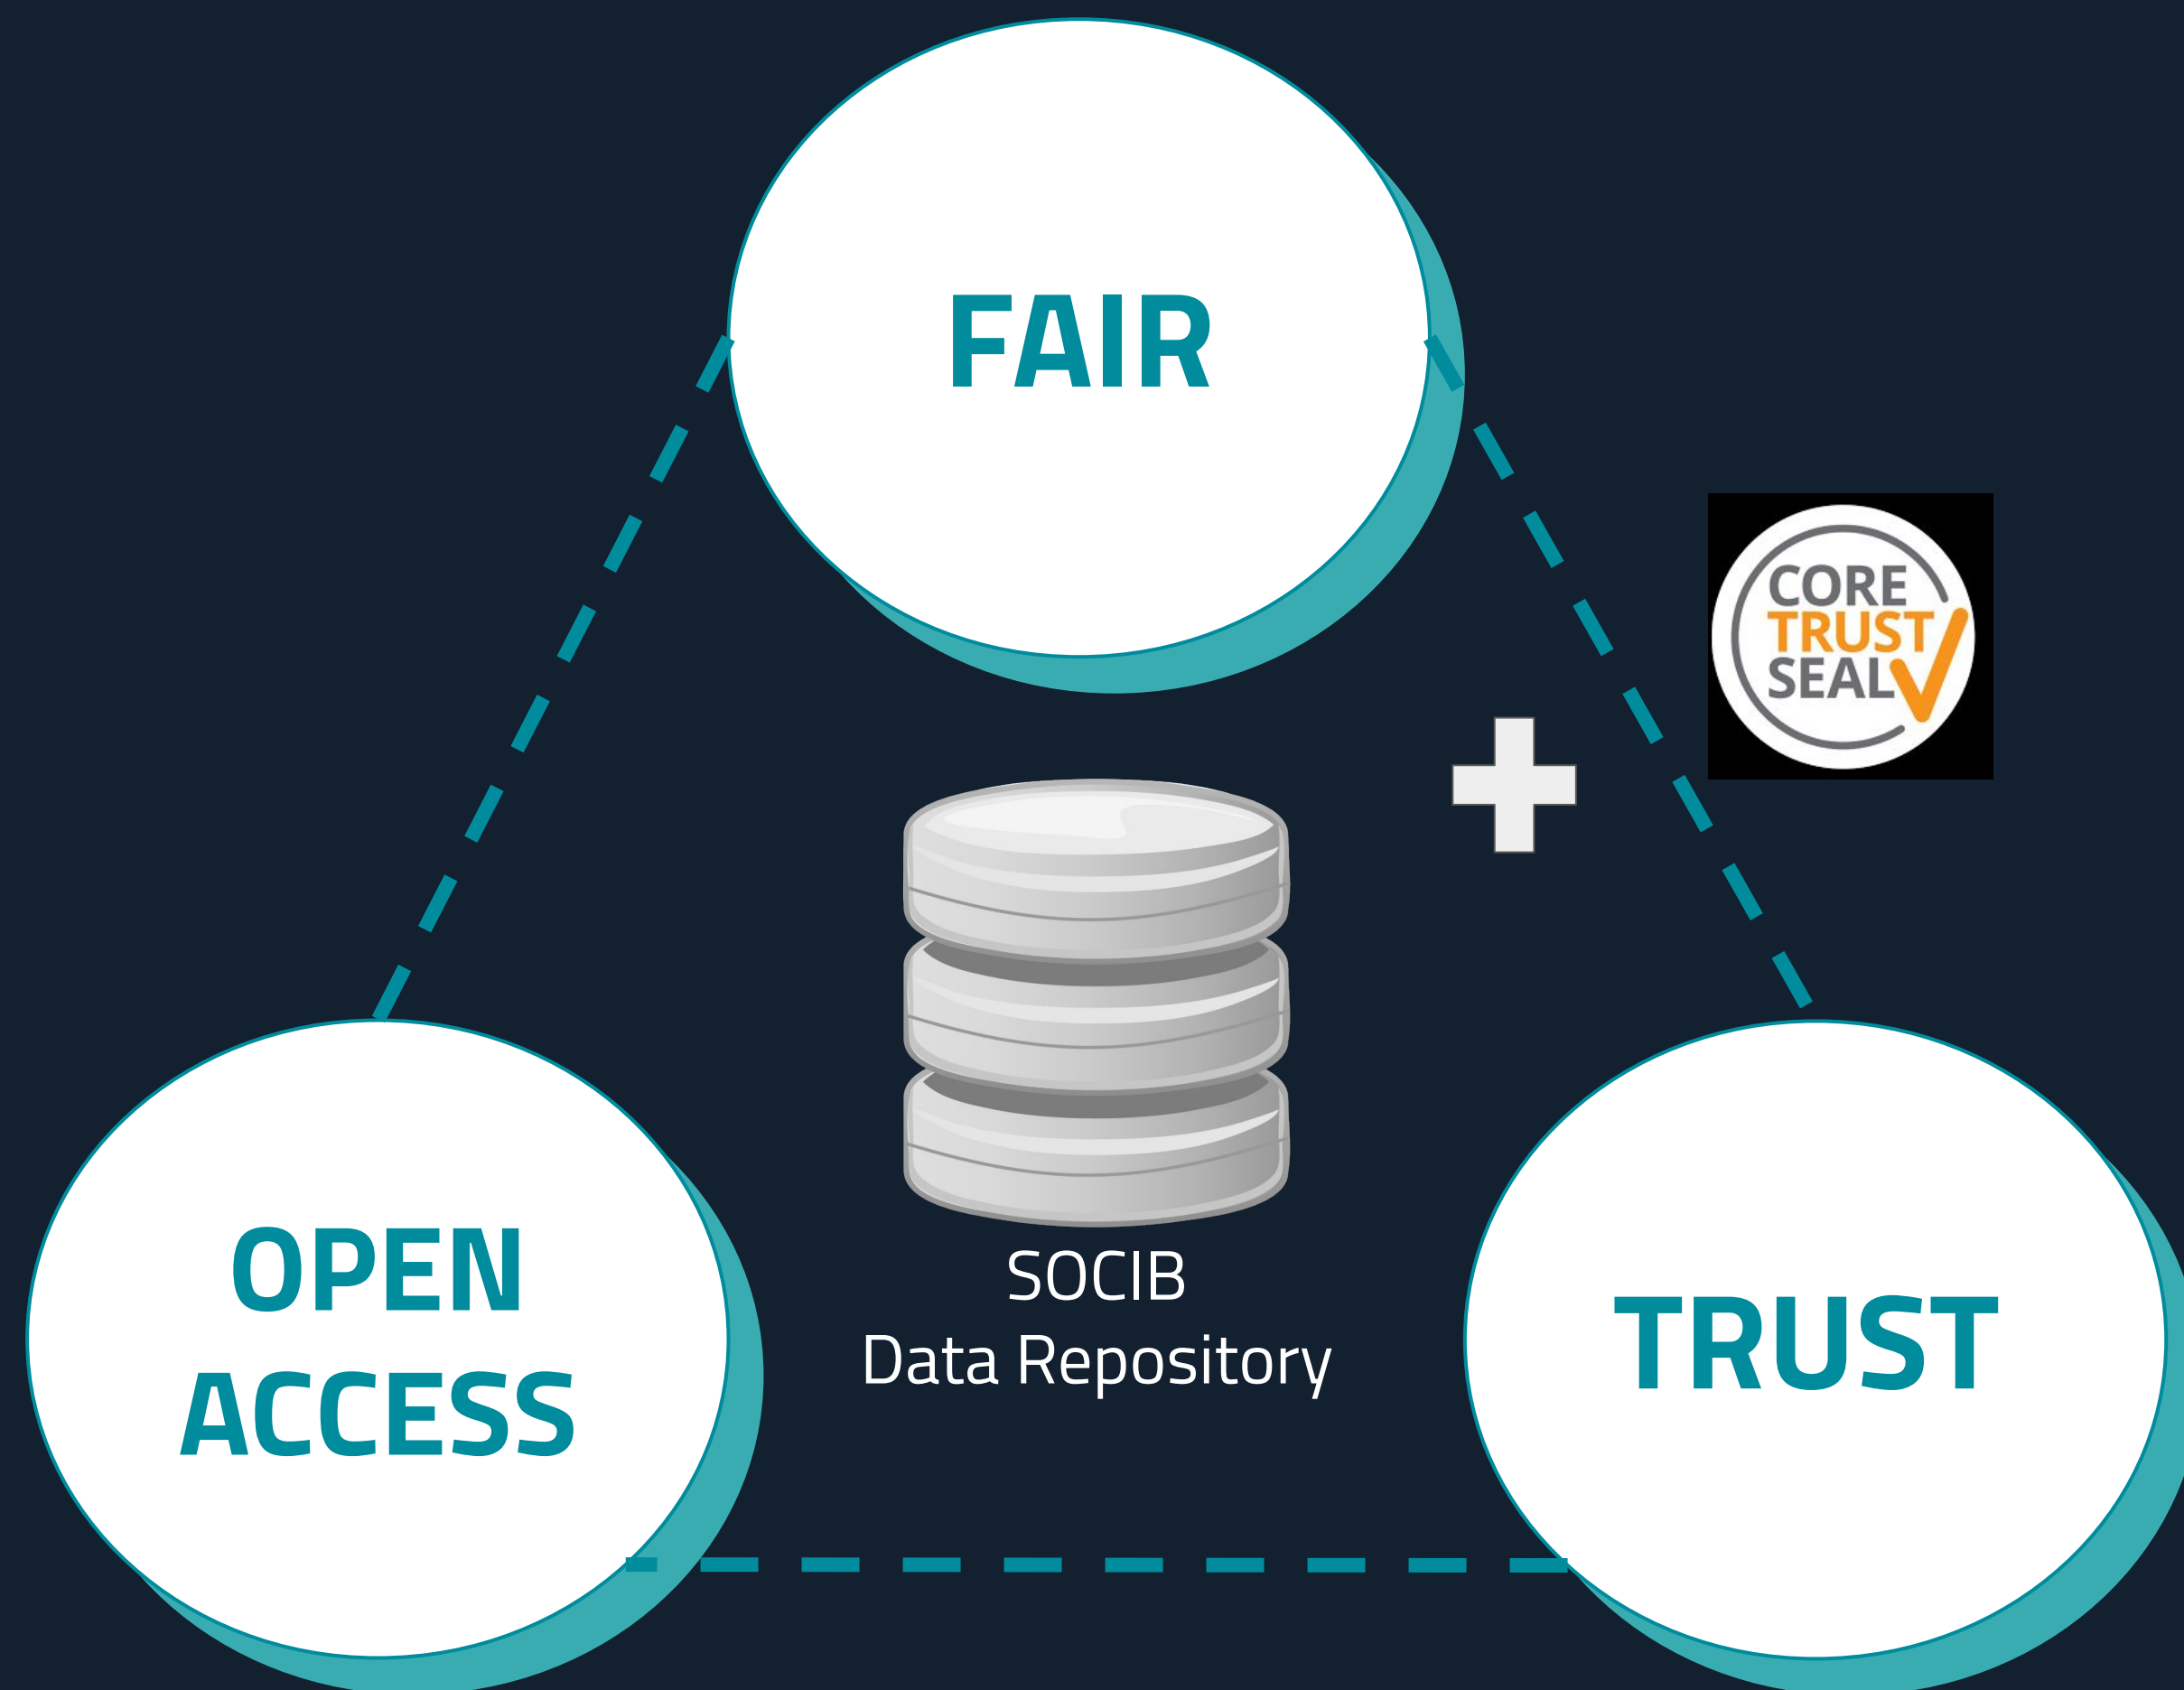 FAIR
CORE
TRUST
SEAL
SOCIB
Data Repository
OPEN
ACCESS
TRUST